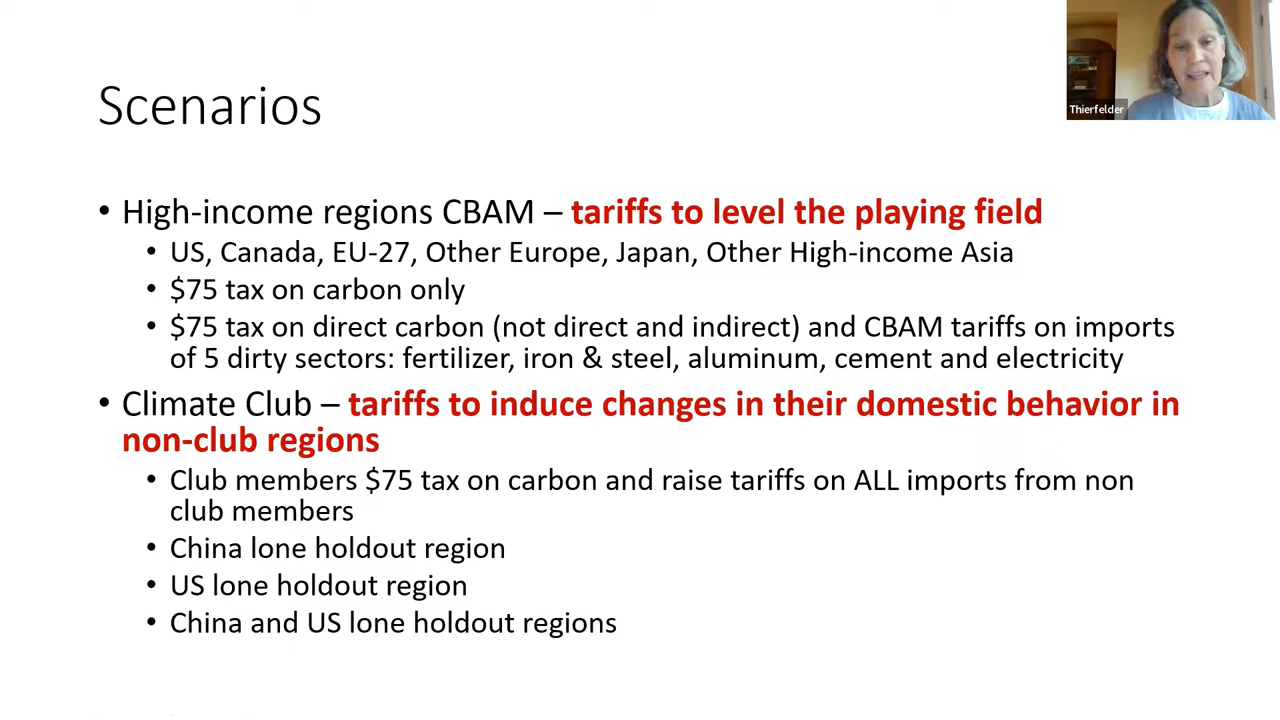 Thierfelder
Scenarios
• High-income regions CBAM – tariffs to level the playing field
• US, Canada, EU-27, Other Europe, Japan, Other High-income Asia
• $75 tax on carbon only
• $75 tax on direct carbon (not direct and indirect) and CBAM tariffs on imports
of 5 dirty sectors: fertilizer, iron & steel, aluminum, cement and electricity
• Climate Club – tariffs to induce changes in their domestic behavior in
non-club regions
• Club members $75 tax on carbon and raise tariffs on ALL imports from non
club members
• China lone holdout region
• US lone holdout region
• China and US lone holdout regions